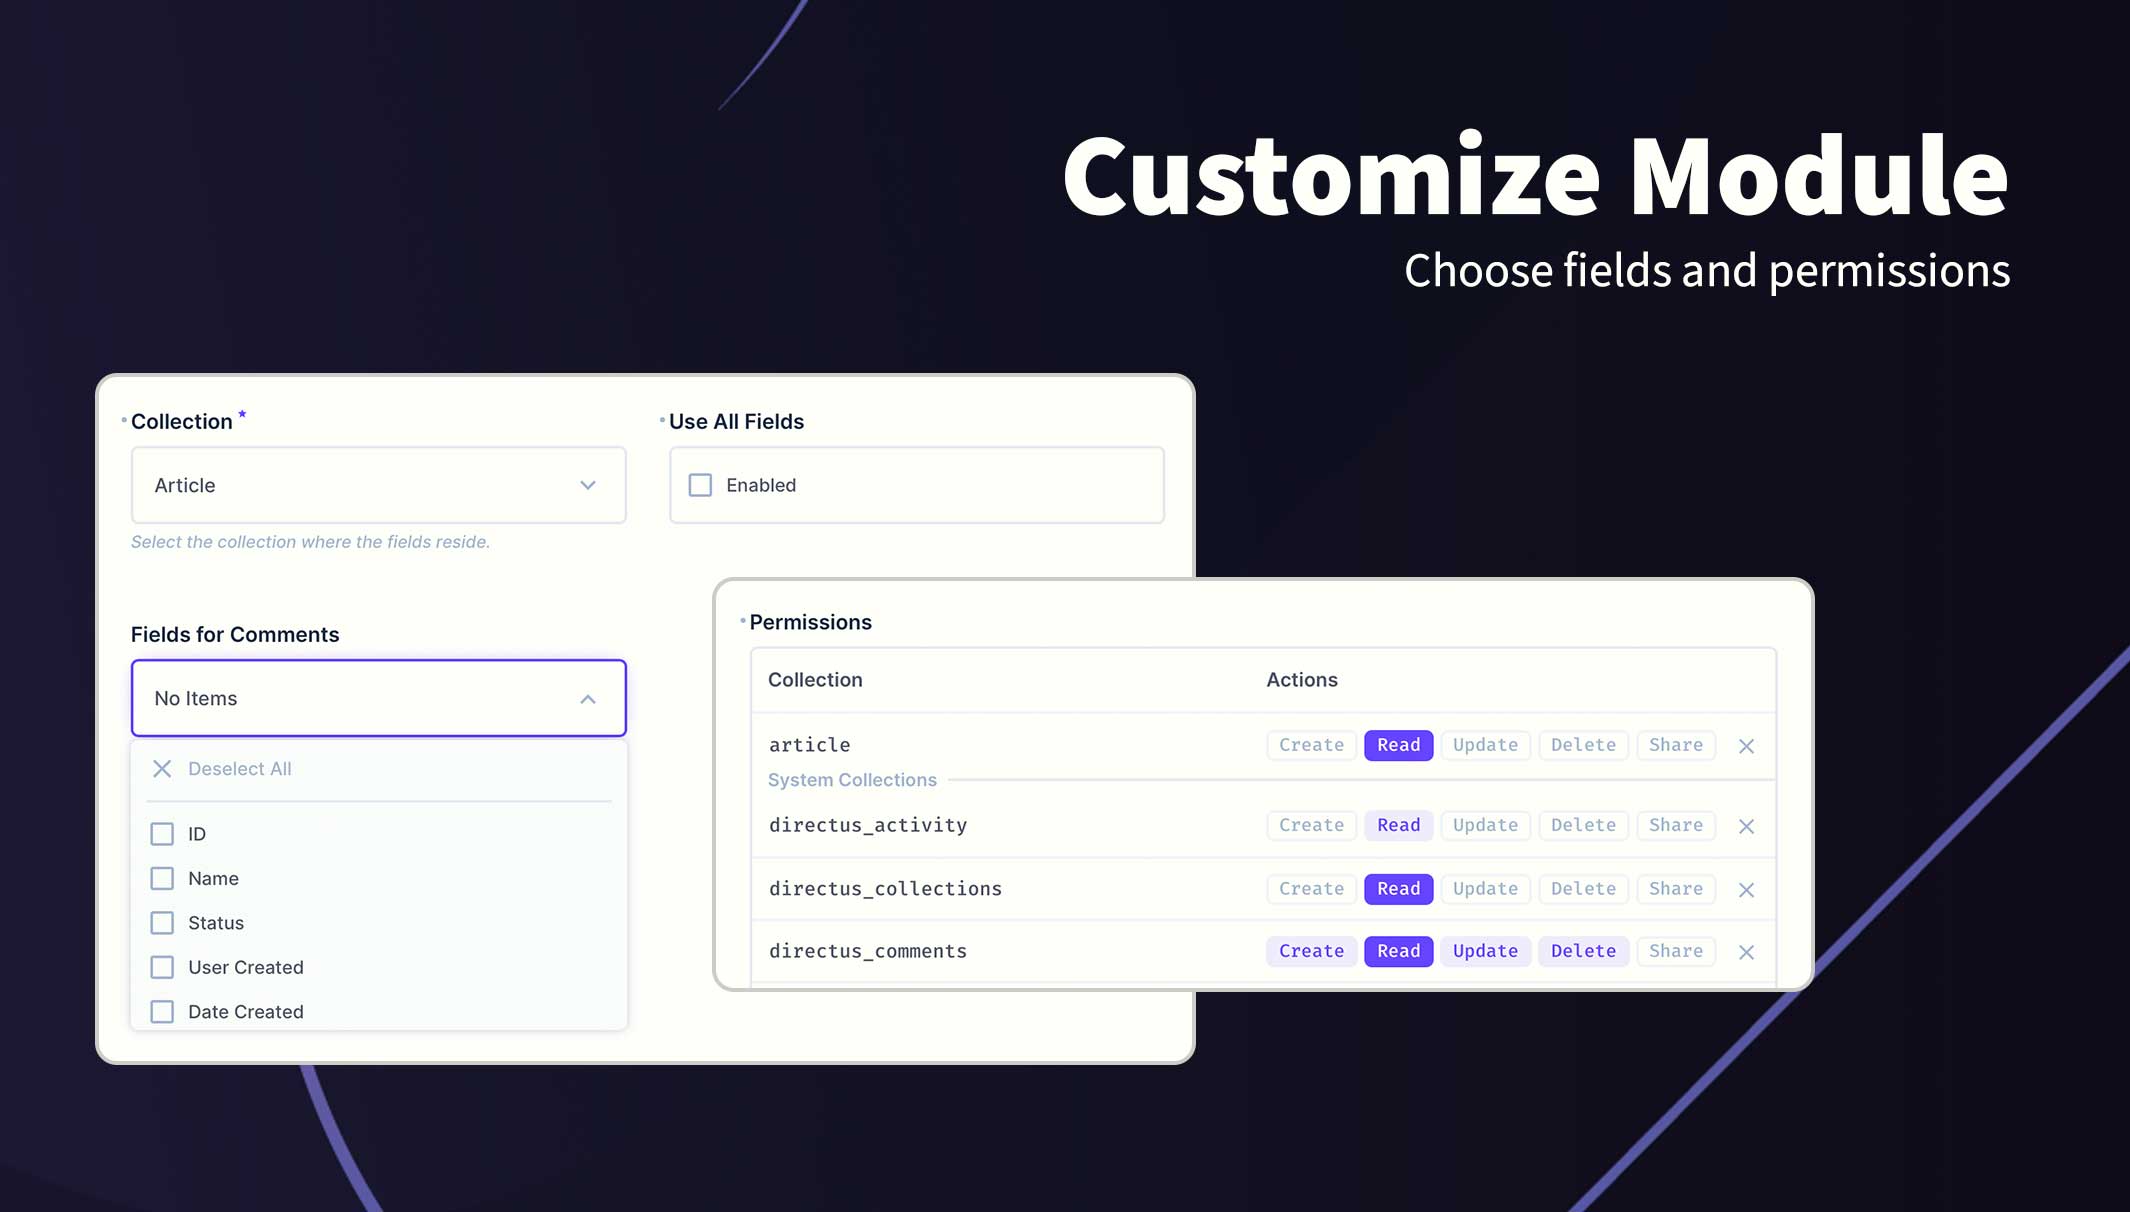 Customize Module
Choose fields and permissions
Collection *
Article
Select the collection where the fields reside.
Use All Fields
Enabled
Fields for Comments
No Items
Deselect All
ID
Name
Status
User Created
Date Created
Permissions
Collection Actions
article Create Read Update Delete Share
System Collections
directus_activity Create Read Update Delete Share
directus_collections Create Read Update Delete Share
directus_comments Create Read Update Delete Share